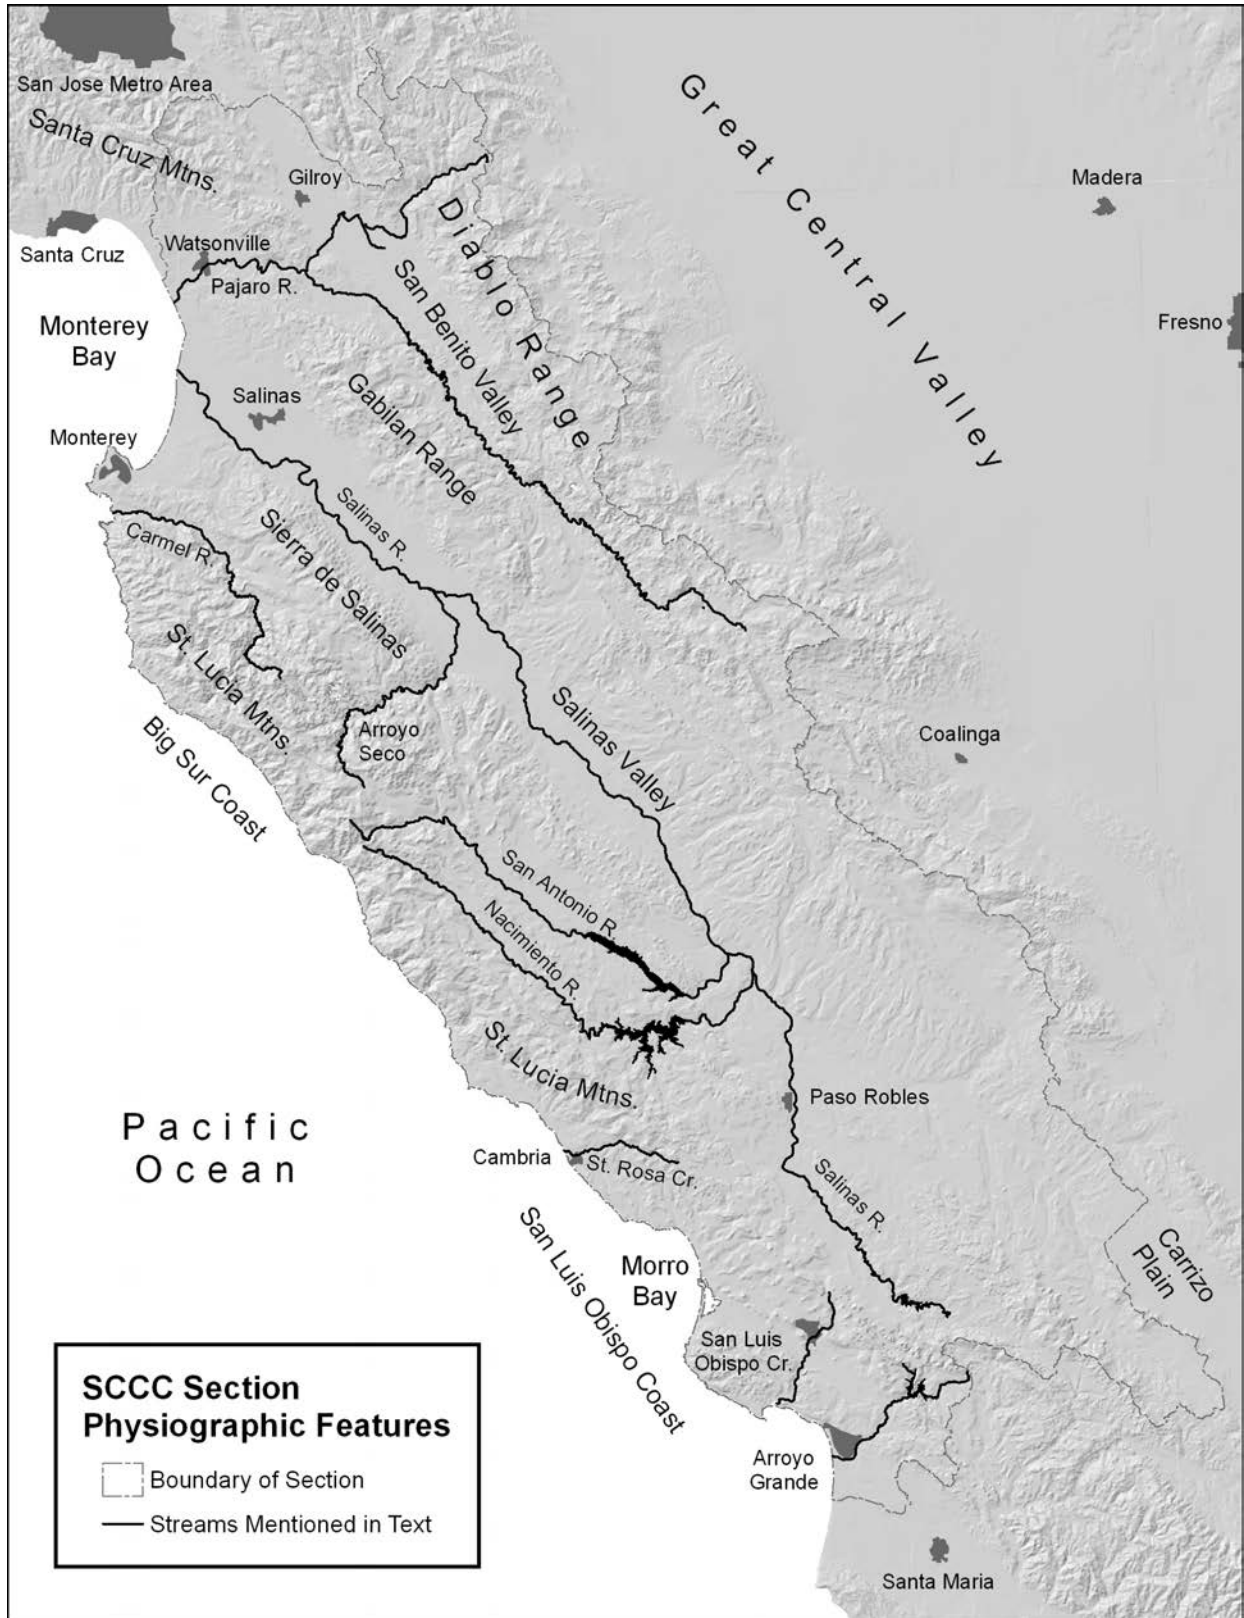 San Jose Metro Area
Santa Cruz Mtns.
Great Central Valley
Gilroy
Madera
Diablo Range
Santa Cruz
Watsonville
Pajaro R.
San Benito Valley
Monterey
Bay
Fresno
Salinas
Gabilan Range
Monterey
Salinas R.
Carmel R.
Sierra de Salinas
St. Lucia Mtns.
Big Sur Coast
Arroyo
Seco
Salinas Valley
Coalinga
San Antonio R.
Nacimiento R.
St. Lucia Mtns.
Paso Robles
Pacific
Ocean
Cambria
St. Rosa Cr.
Salinas R.
San Luis Obispo Coast
Morro
Bay
Carrizo
Plain
San Luis
Obispo Cr.
Arroyo
Grande
Santa Maria
SCCC Section
Physiographic Features
Boundary of Section
Streams Mentioned in Text